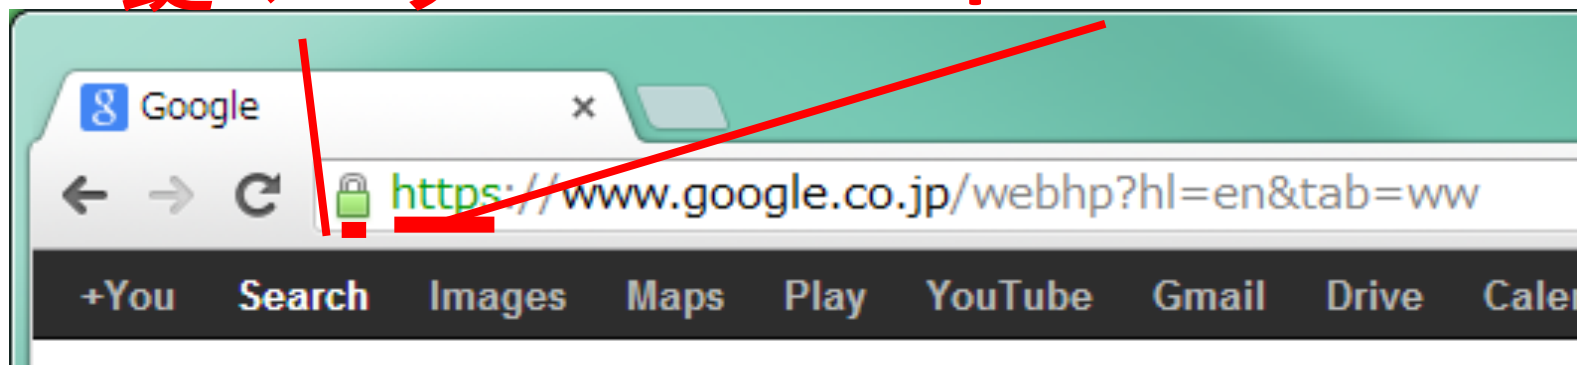 Google
https://www.google.co.jp/webhp?hl=en&tab=ww
+You Search Images Maps Play YouTube Gmail Drive